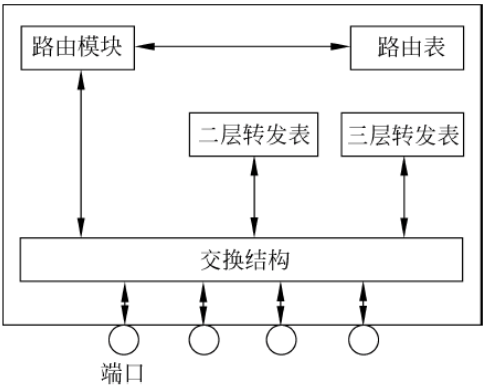 路由模块
路由表
二层转发表
三层转发表
交换结构
端口